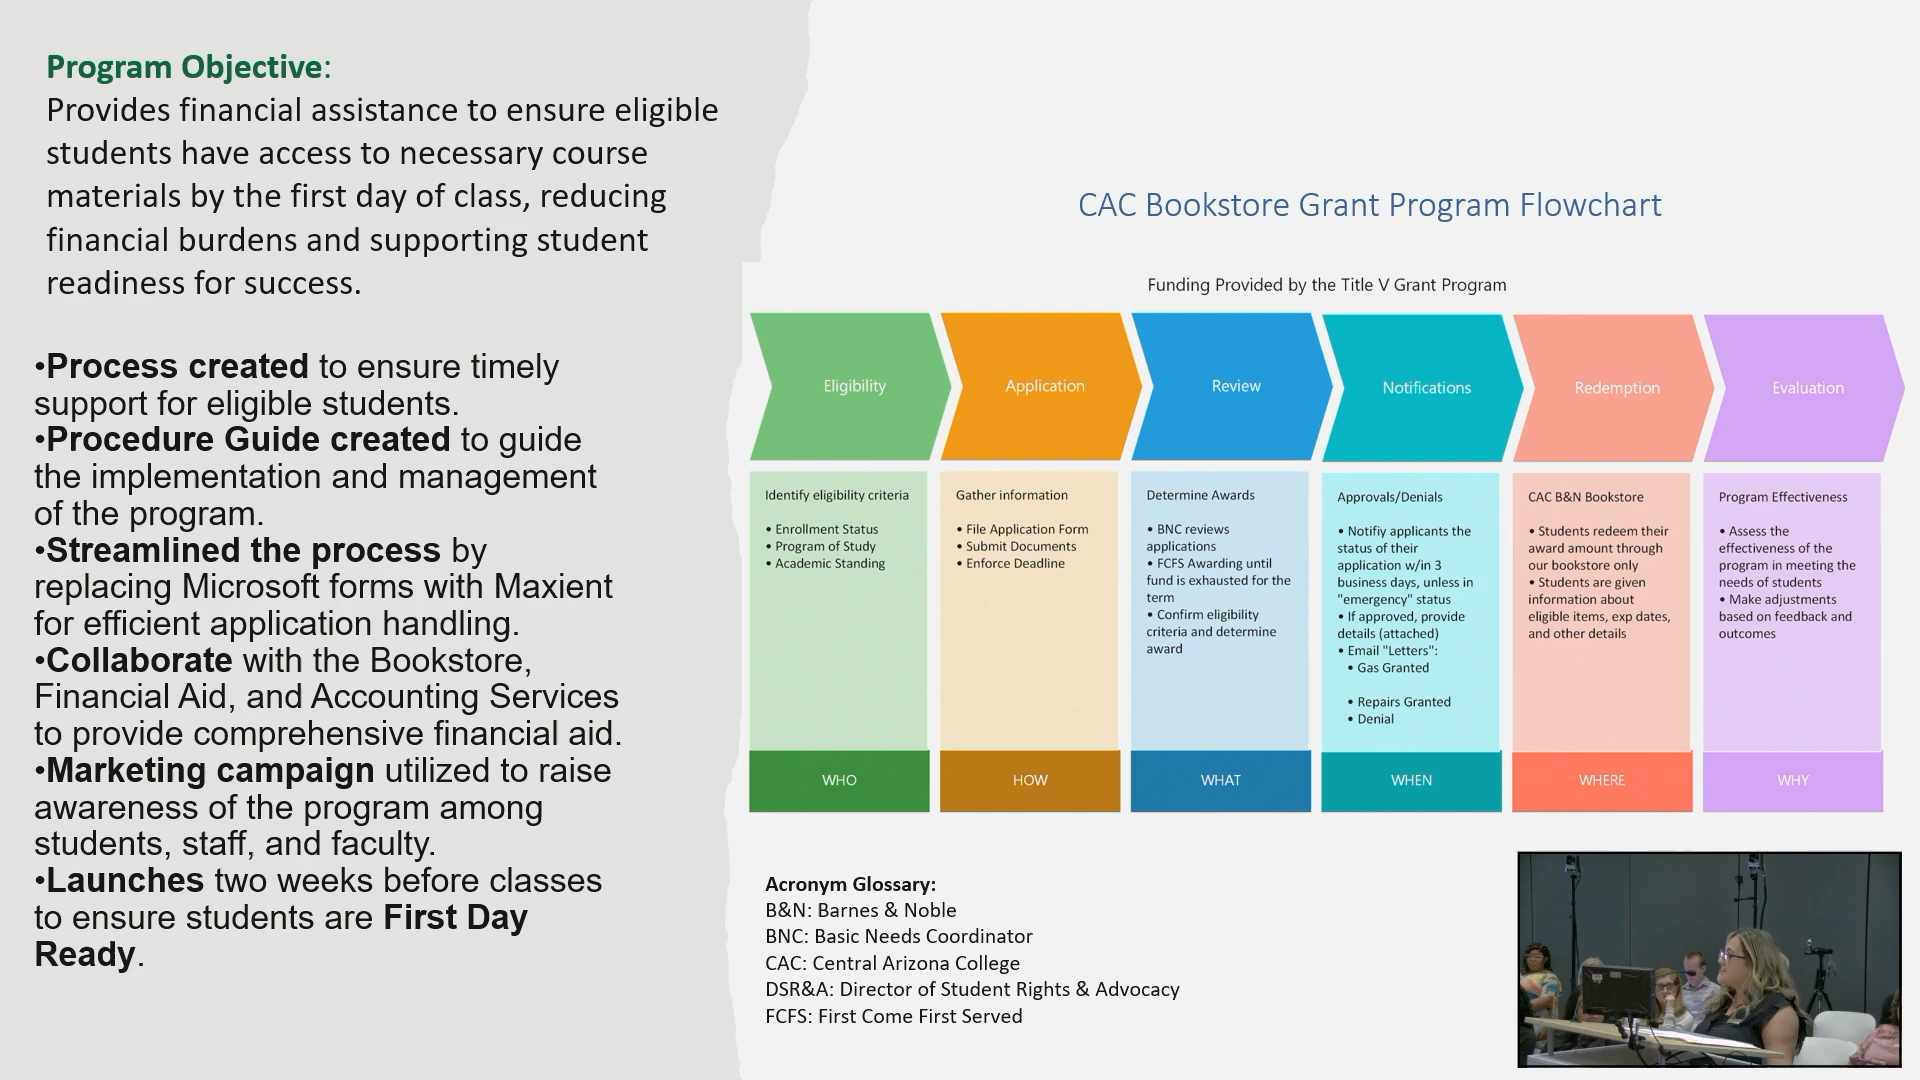 Program Objective:
Provides financial assistance to ensure eligible
students have access to necessary course
materials by the first day of class, reducing
financial burdens and supporting student
readiness for success.
•Process created to ensure timely
support for eligible students.
•Procedure Guide created to guide
the implementation and management
of the program.
•Streamlined the process by
replacing Microsoft forms with Maxient
for efficient application handling.
•Collaborate with the Bookstore,
Financial Aid, and Accounting Services
to provide comprehensive financial aid.
•Marketing campaign utilized to raise
awareness of the program among
students, staff, and faculty.
•Launches two weeks before classes
to ensure students are First Day
Ready.
CAC Bookstore Grant Program Flowchart
Funding Provided by the Title V Grant Program
Eligibility
Identify eligibility criteria
• Enrollment Status
• Program of Study
• Academic Standing
WHO
Application
Gather information
• File Application Form
• Submit Documents
• Enforce Deadline
HOW
Review
Determine Awards
• BNC reviews
applications
• FCFS Awarding until
fund is exhausted for the
term
• Confirm eligibility
criteria and determine
award
WHAT
Notifications
Approvals/Denials
• Notifiy applicants the
status of their
application w/in 3
business days, unless in
"emergency" status
• If approved, provide
details (attached)
• Email "Letters":
• Gas Granted
• Repairs Granted
• Denial
WHEN
Redemption
CAC B&N Bookstore
• Students redeem their
award amount through
our bookstore only
• Students are given
information about
eligible items, exp dates,
and other details
WHERE
Evaluation
Program Effectiveness
• Assess the
effectiveness of the
program in meeting the
needs of students
• Make adjustments
based on feedback and
outcomes
WHY
Acronym Glossary:
B&N: Barnes & Noble
BNC: Basic Needs Coordinator
CAC: Central Arizona College
DSR&A: Director of Student Rights & Advocacy
FCFS: First Come First Served